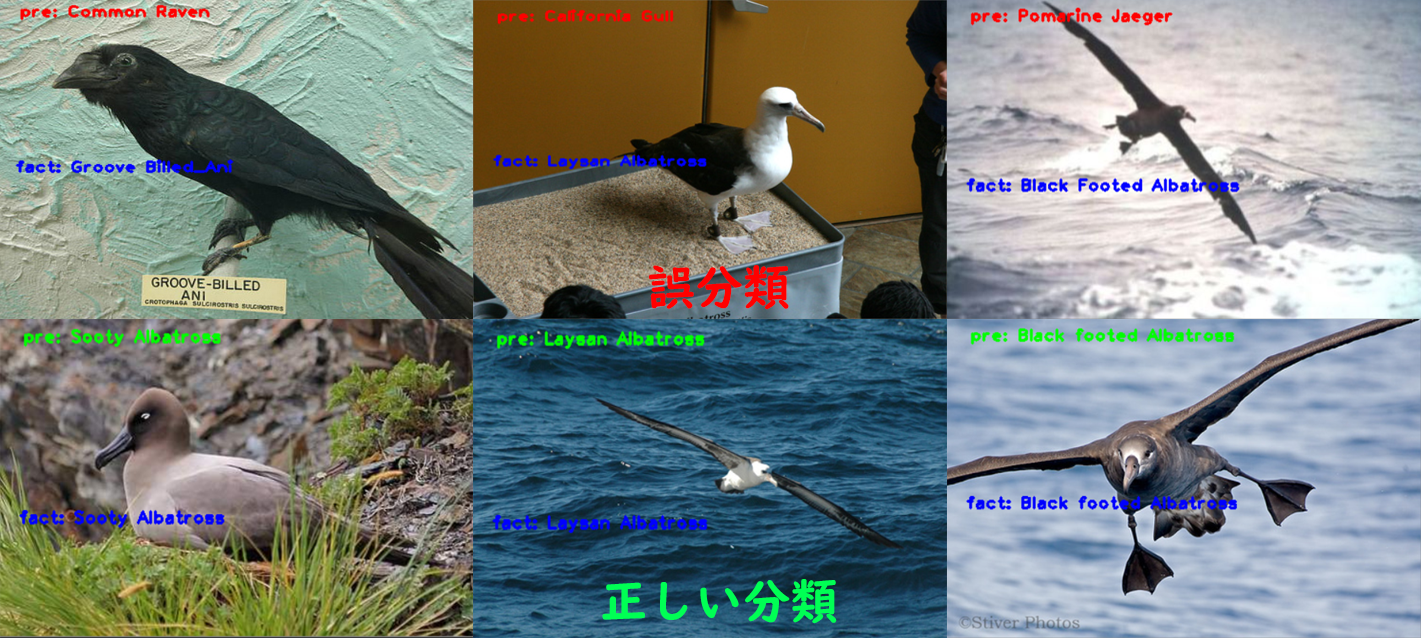 pre: Common Raven
fact: Groove Billed_Ani
GROOVE-BILLED
ANI
CROTOPHAGA SULCIROSTRIS SULCIROSTRIS
pre: California Gull
fact: Laysan Albatross
誤分類
pre: Pomarine Jaeger
fact: Black Footed Albatross
pre: Sooty Albatross
fact: Sooty Albatross
pre: Laysan Albatross
fact: Laysan Albatross
正しい分類
pre: Black footed Albatross
fact: Black footed Albatross
©Stiver Photos